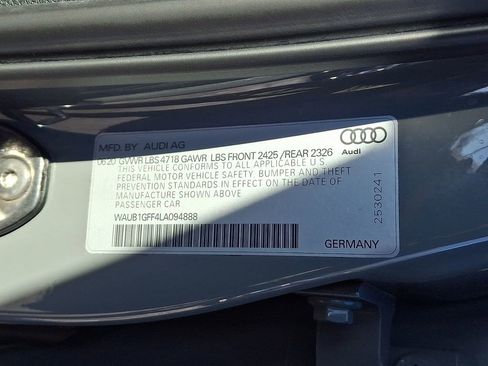 MFD. BY AUDI AG
06.20 GVWR LBS 4718 GAWR LBS FRONT 2425 / REAR 2326
THIS VEHICLE CONFORMS TO ALL APPLICABLE U.S.
FEDERAL MOTOR VEHICLE SAFETY, BUMPER AND THEFT
PREVENTION STANDARDS IN EFFECT ON THE DATE OF
MANUFACTURE SHOWN ABOVE
PASSENGER CAR
WAUB1GFF4LA094888
Audi
2530241
GERMANY